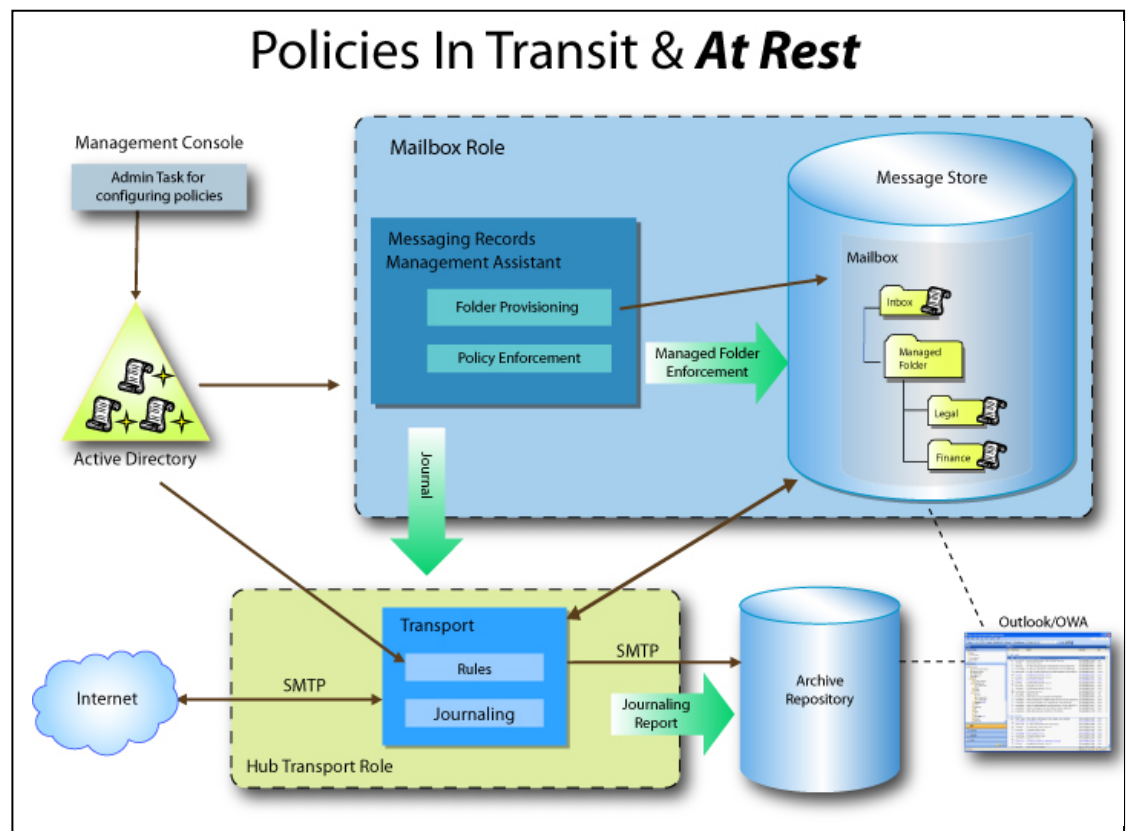 Policies In Transit & At Rest
Management Console
Admin Task for
configuring policies
Active Directory
Mailbox Role
Messaging Records
Management Assistant
Folder Provisioning
Policy Enforcement
Managed Folder
Enforcement
Message Store
Mailbox
Inbox
Managed
Folder
Legal
Finance
Journal
Transport
Rules
Journaling
Hub Transport Role
Internet
SMTP
SMTP
Journaling
Report
Archive
Repository
Outlook/OWA